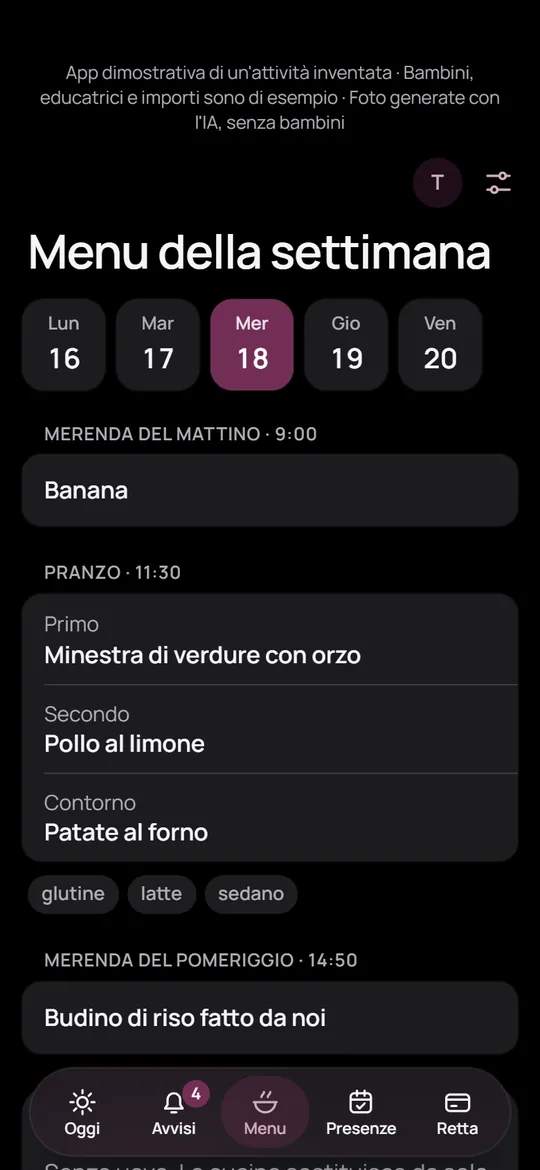 App dimostrativa di un'attività inventata · Bambini,
educatrici e importi sono di esempio · Foto generate con
l'IA, senza bambini
T
Menu della settimana
Lun
16
Mar
17
Mer
18
Gio
19
Ven
20
MERENDA DEL MATTINO · 9:00
Banana
PRANZO · 11:30
Primo
Minestra di verdure con orzo
Secondo
Pollo al limone
Contorno
Patate al forno
glutine
latte
sedano
MERENDA DEL POMERIGGIO · 14:50
Budino di riso fatto da noi
4
Oggi
Avvisi
Menu
Presenze
Retta